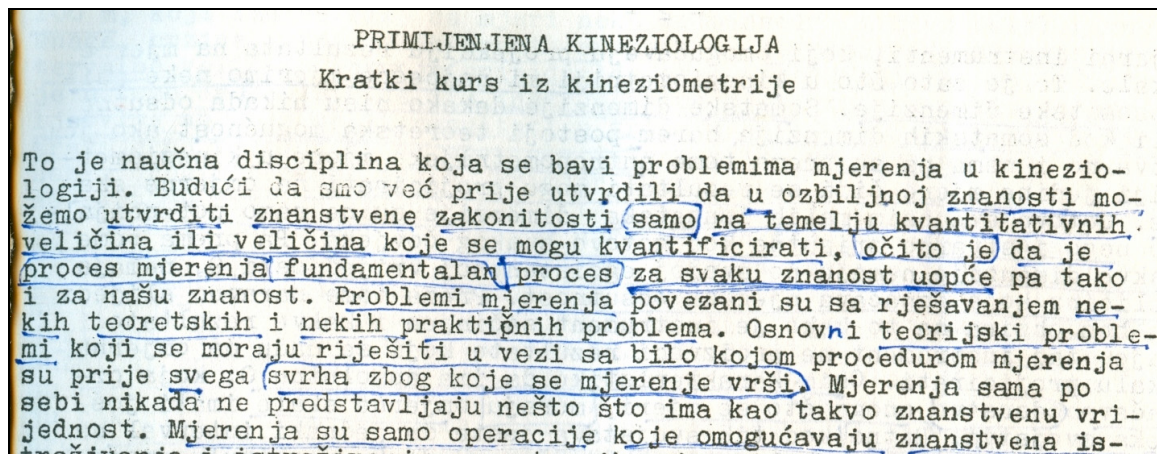 PRIMIJENJENA KINEZIOLOGIJA
Kratki kurs iz kineziometrije
To je naučna disciplina koja se bavi problemima mjerenja u kinezio-
logiji. Budući da smo već prije utvrdili da u ozbiljnoj znanosti mo-
žemo utvrditi znanstvene zakonitosti samo na temelju kvantitativnih
veličina ili veličina koje se mogu kvantificirati, očito je da je
proces mjerenja fundamentalan proces za svaku znanost uopće pa tako
i za našu znanost. Problemi mjerenja povezani su sa rješavanjem ne-
kih teoretskih i nekih praktičnih problema. Osnovni teorijski proble-
mi koji se moraju riješiti u vezi sa bilo kojom procedurom mjerenja
su prije svega svrha zbog koje se mjerenje vrši. Mjerenja sama po
sebi nikada ne predstavljaju nešto što ima kao takvo znanstvenu vri-
jednost. Mjerenja su samo operacije koje omogućavaju znanstvena is-